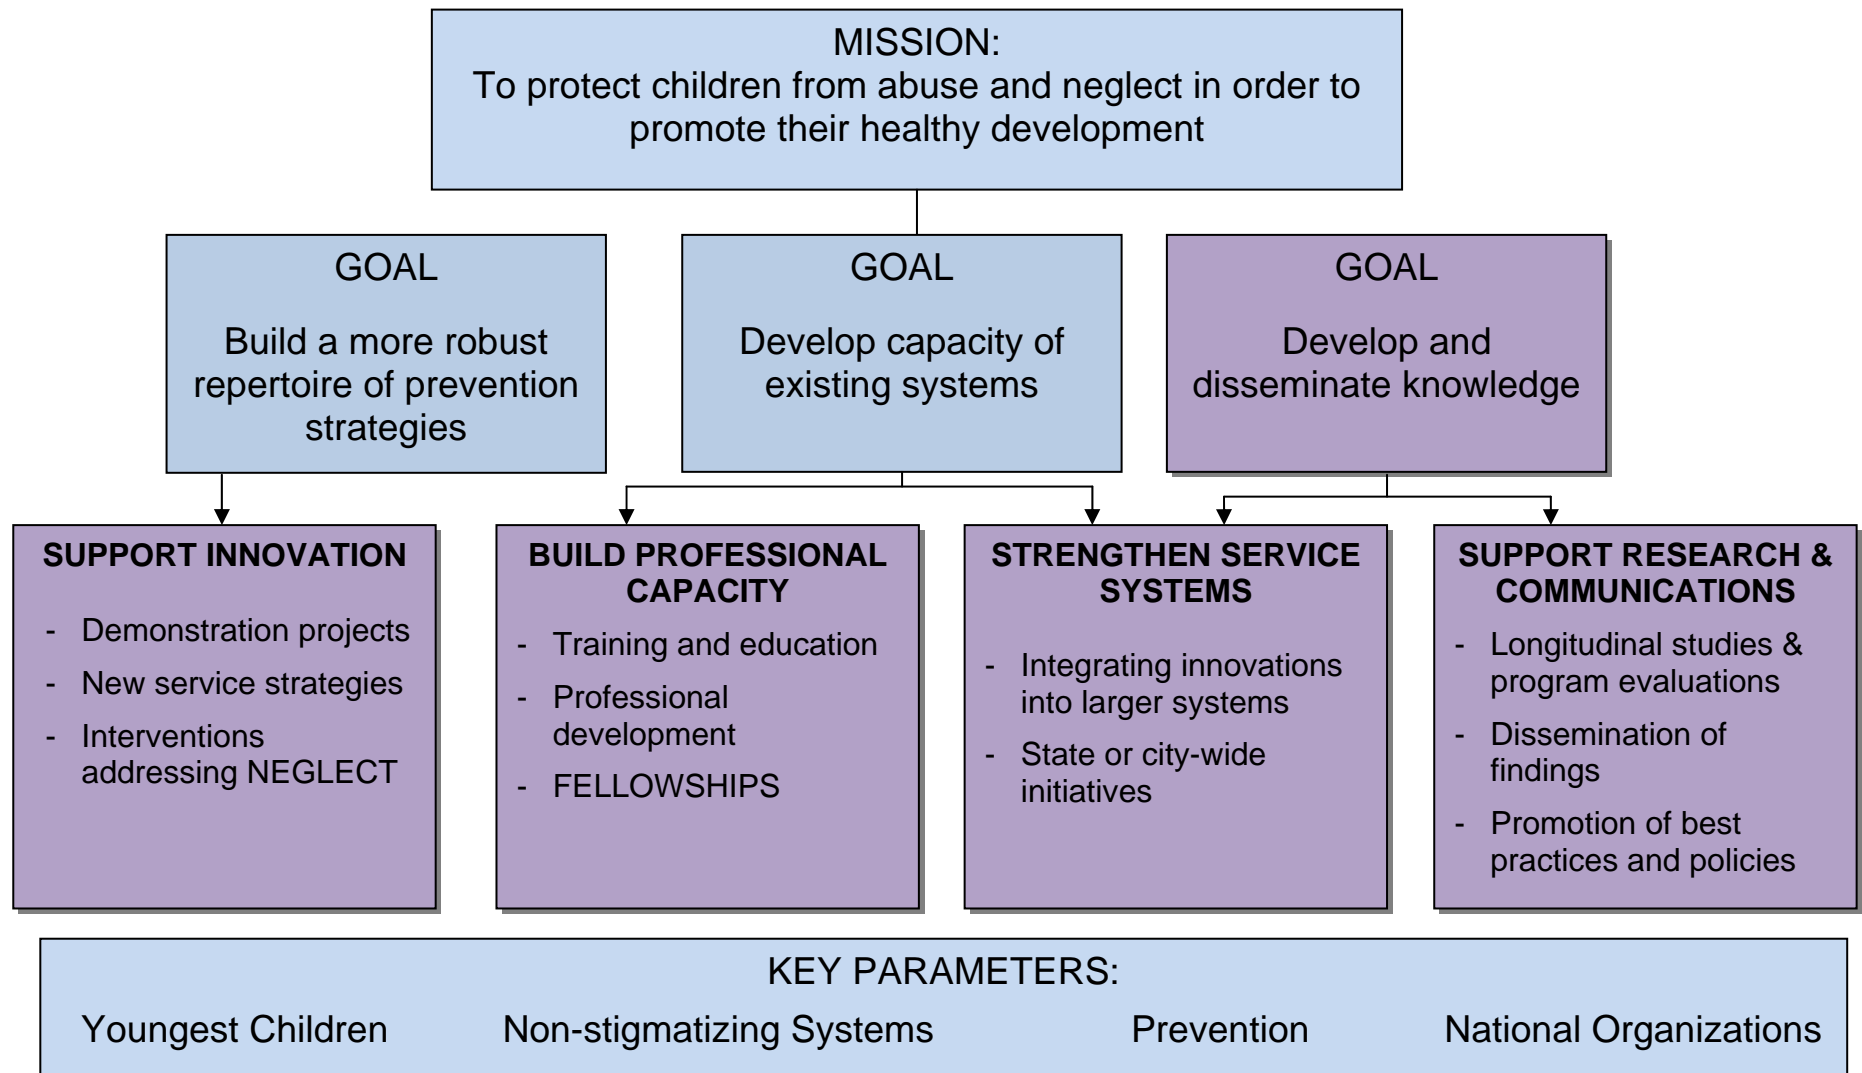 MISSION:
To protect children from abuse and neglect in order to
promote their healthy development
GOAL
Build a more robust
repertoire of prevention
strategies
GOAL
Develop capacity of
existing systems
GOAL
Develop and
disseminate knowledge
SUPPORT INNOVATION
- Demonstration projects
- New service strategies
- Interventions
addressing NEGLECT
BUILD PROFESSIONAL
CAPACITY
- Training and education
- Professional
development
- FELLOWSHIPS
STRENGTHEN SERVICE
SYSTEMS
- Integrating innovations
into larger systems
- State or city-wide
initiatives
SUPPORT RESEARCH &
COMMUNICATIONS
- Longitudinal studies &
program evaluations
- Dissemination of
findings
- Promotion of best
practices and policies
KEY PARAMETERS:
Youngest Children Non-stigmatizing Systems Prevention National Organizations